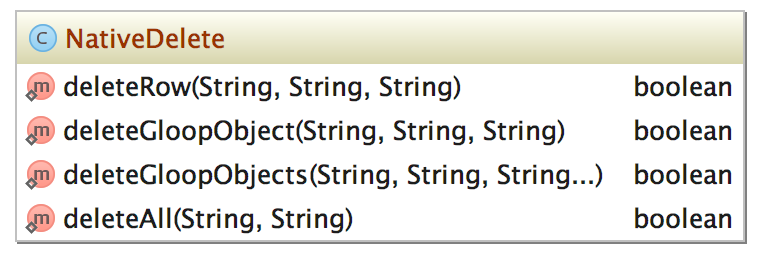 C NativeDelete
m deleteRow(String, String, String) boolean
m deleteGloopObject(String, String, String) boolean
m deleteGloopObjects(String, String, String...) boolean
m deleteAll(String, String) boolean